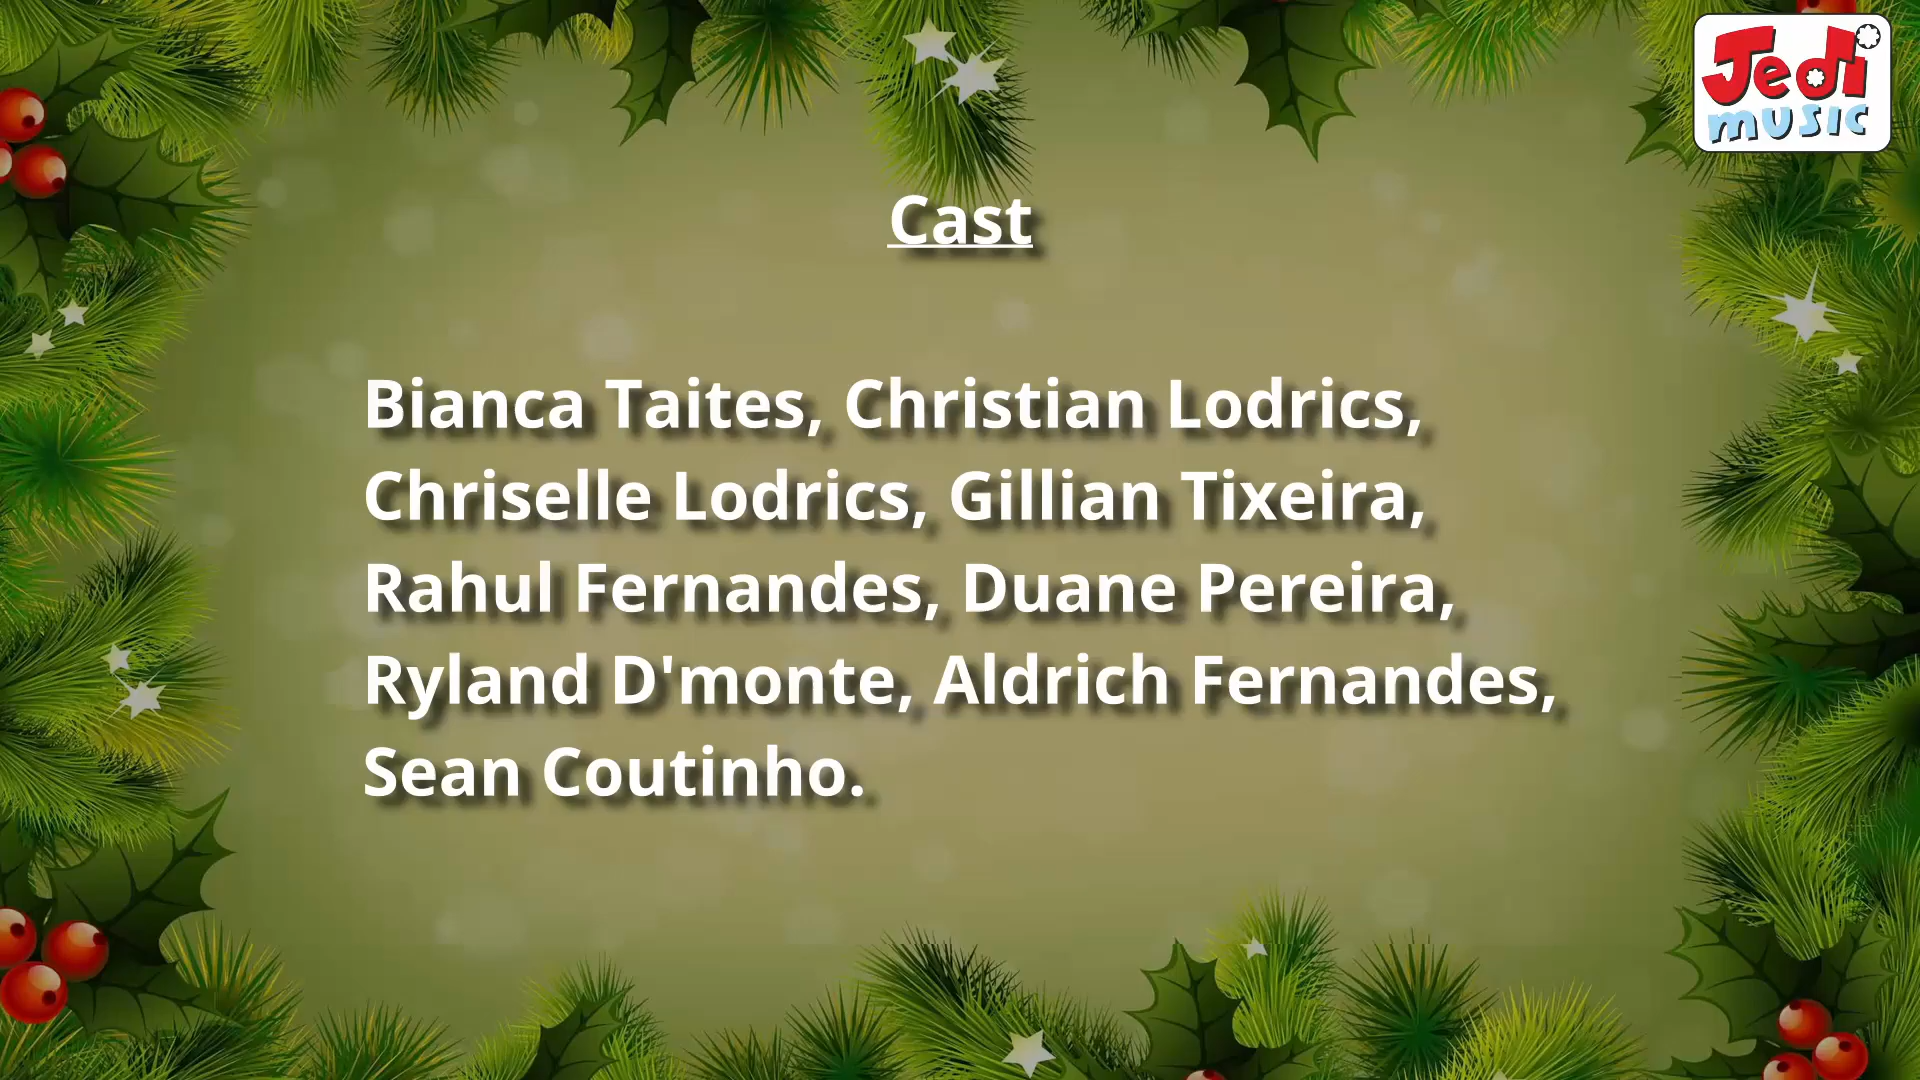 Jedi
music
Cast
Bianca Taites, Christian Lodrics,
Chriselle Lodrics, Gillian Tixeira,
Rahul Fernandes, Duane Pereira,
Ryland D'monte, Aldrich Fernandes,
Sean Coutinho.